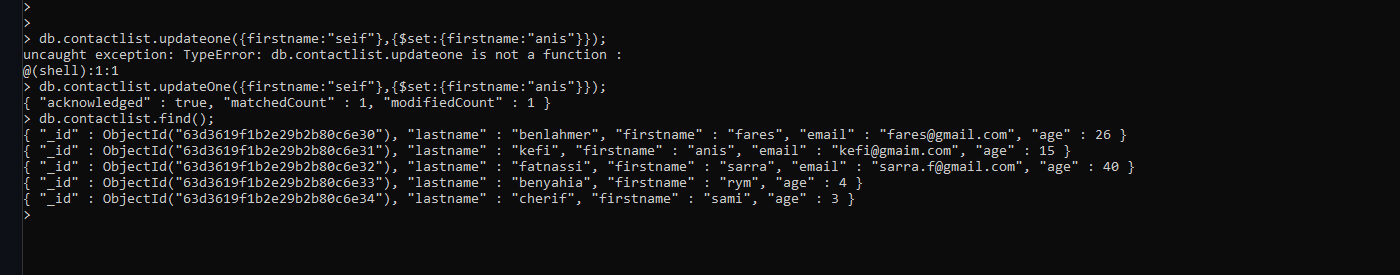 >
>
> db.contactlist.updateone({firstname:"seif"},{$set:{firstname:"anis"}});
uncaught exception: TypeError: db.contactlist.updateone is not a function :
@(shell):1:1
> db.contactlist.updateOne({firstname:"seif"},{$set:{firstname:"anis"}});
{ "acknowledged" : true, "matchedCount" : 1, "modifiedCount" : 1 }
> db.contactlist.find();
{ "_id" : ObjectId("63d3619f1b2e29b2b80c6e30"), "lastname" : "benlahmer", "firstname" : "fares", "email" : "fares@gmail.com", "age" : 26 }
{ "_id" : ObjectId("63d3619f1b2e29b2b80c6e31"), "lastname" : "kefi", "firstname" : "anis", "email" : "kefi@gmaim.com", "age" : 15 }
{ "_id" : ObjectId("63d3619f1b2e29b2b80c6e32"), "lastname" : "fatnassi", "firstname" : "sarra", "email" : "sarra.f@gmail.com", "age" : 40 }
{ "_id" : ObjectId("63d3619f1b2e29b2b80c6e33"), "lastname" : "benyahia", "firstname" : "rym", "age" : 4 }
{ "_id" : ObjectId("63d3619f1b2e29b2b80c6e34"), "lastname" : "cherif", "firstname" : "sami", "age" : 3 }
>